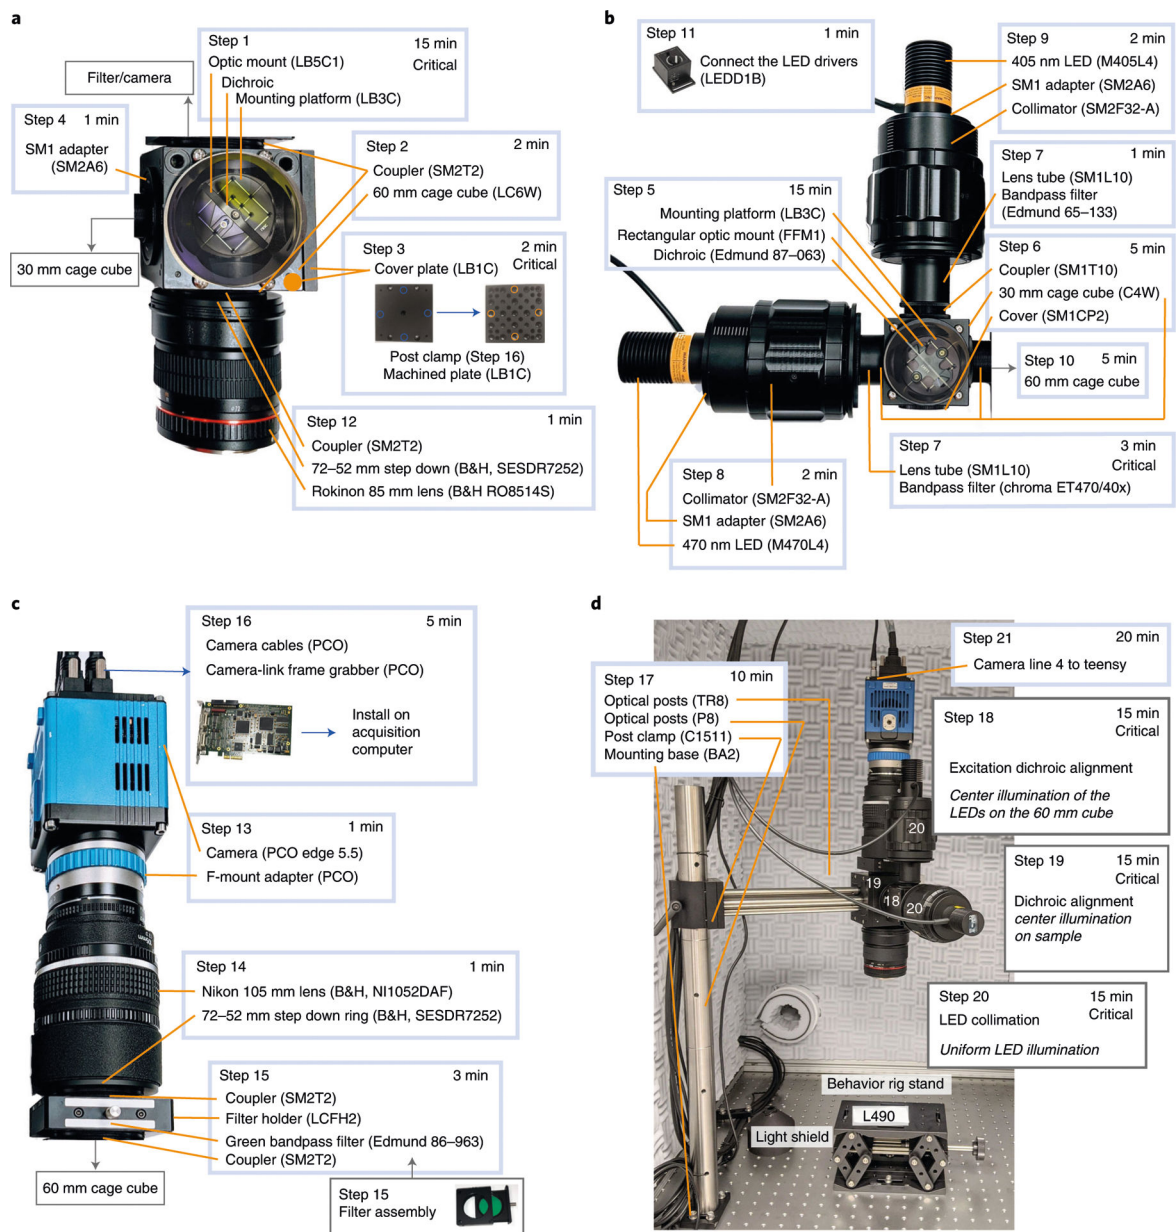 a
Step 1 15 min
Optic mount (LB5C1) Critical
Dichroic
Mounting platform (LB3C)
Filter/camera
Step 4 1 min
SM1 adapter
(SM2A6)
Step 2 2 min
Coupler (SM2T2)
60 mm cage cube (LC6W)
30 mm cage cube
Step 3 2 min
Cover plate (LB1C) Critical
Post clamp (Step 16)
Machined plate (LB1C)
Step 12 1 min
Coupler (SM2T2)
72–52 mm step down (B&H, SESDR7252)
Rokinon 85 mm lens (B&H RO8514S)
b
Step 11 1 min
Connect the LED drivers
(LEDD1B)
Step 9 2 min
405 nm LED (M405L4)
SM1 adapter (SM2A6)
Collimator (SM2F32-A)
Step 7 1 min
Lens tube (SM1L10)
Bandpass filter
(Edmund 65–133)
Step 5 15 min
Mounting platform (LB3C)
Rectangular optic mount (FFM1)
Dichroic (Edmund 87–063)
Step 6 5 min
Coupler (SM1T10)
30 mm cage cube (C4W)
Cover (SM1CP2)
Step 10 5 min
60 mm cage cube
Step 7 3 min
Lens tube (SM1L10) Critical
Bandpass filter (chroma ET470/40x)
Step 8 2 min
Collimator (SM2F32-A)
SM1 adapter (SM2A6)
470 nm LED (M470L4)
c
Step 16 5 min
Camera cables (PCO)
Camera-link frame grabber (PCO)
Install on
acquisition
computer
Step 13 1 min
Camera (PCO edge 5.5)
F-mount adapter (PCO)
Step 14 1 min
Nikon 105 mm lens (B&H, NI1052DAF)
72–52 mm step down ring (B&H, SESDR7252)
Step 15 3 min
Coupler (SM2T2)
Filter holder (LCFH2)
Green bandpass filter (Edmund 86–963)
Coupler (SM2T2)
60 mm cage cube
Step 15
Filter assembly
d
Step 21 20 min
Camera line 4 to teensy
Step 17 10 min
Optical posts (TR8)
Optical posts (P8)
Post clamp (C1511)
Mounting base (BA2)
Step 18 15 min
Critical
Excitation dichroic alignment
Center illumination of the
LEDs on the 60 mm cube
20
19
18
20
Step 19 15 min
Critical
Dichroic alignment
center illumination
on sample
Step 20 15 min
LED collimation Critical
Uniform LED illumination
Behavior rig stand
L490
Light shield